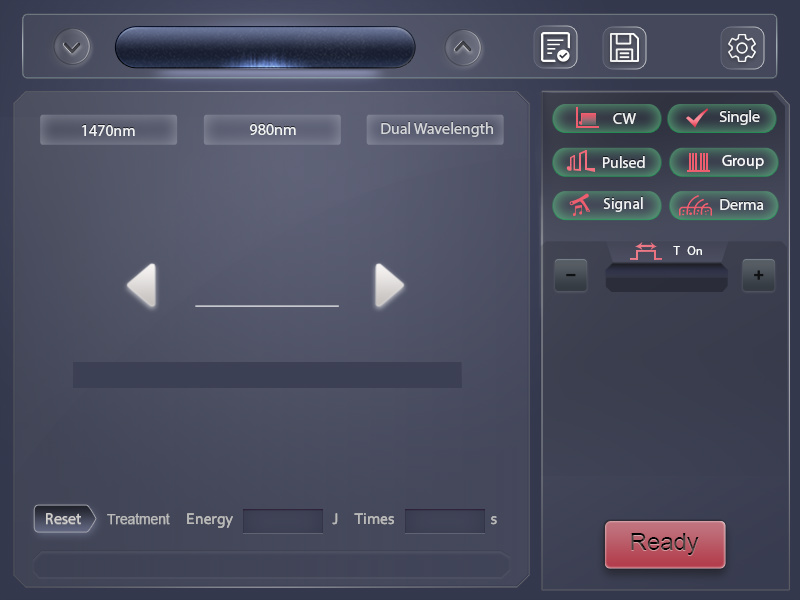 1470nm 980nm Dual Wavelength
CW Single
Pulsed Group
Signal Derma
T On
− +
Reset Treatment Energy J Times s
Ready